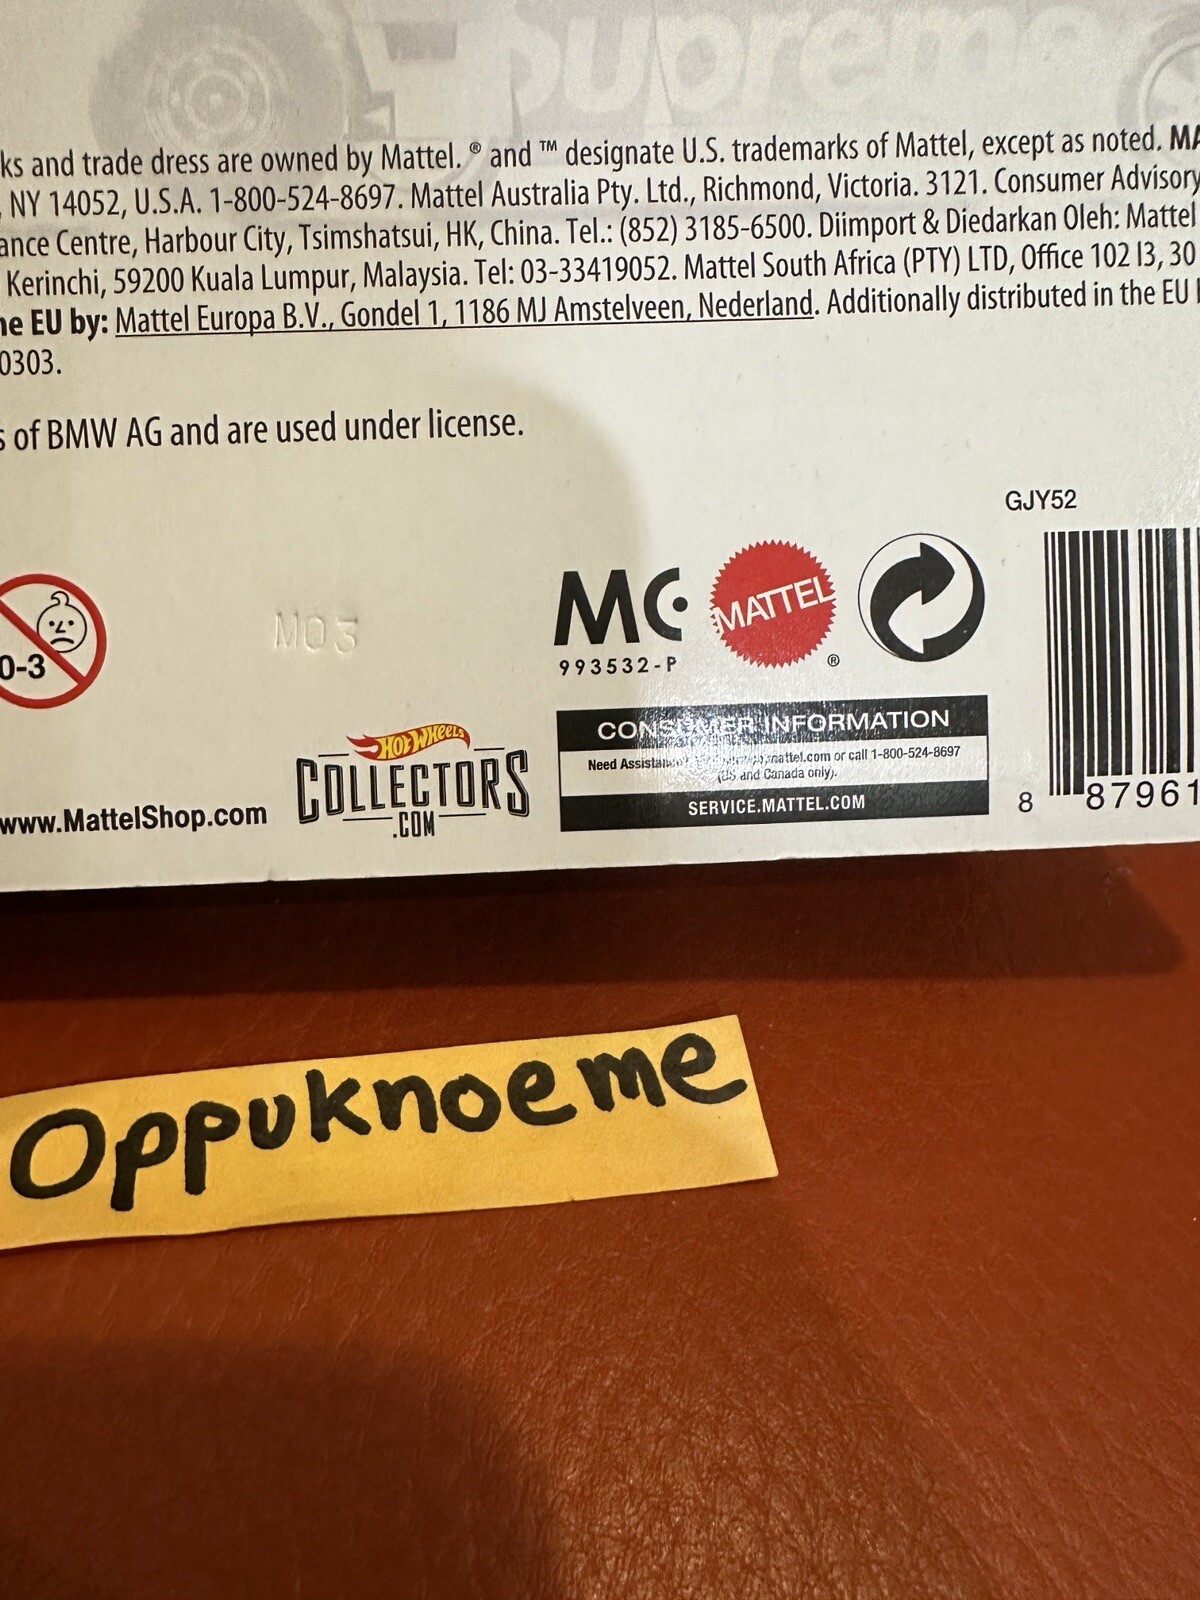 Supreme
ks and trade dress are owned by Mattel. ® and ™ designate U.S. trademarks of Mattel, except as noted. MA
, NY 14052, U.S.A. 1-800-524-8697. Mattel Australia Pty. Ltd., Richmond, Victoria. 3121. Consumer Advisory
ance Centre, Harbour City, Tsimshatsui, HK, China. Tel.: (852) 3185-6500. Diimport & Diedarkan Oleh: Mattel
Kerinchi, 59200 Kuala Lumpur, Malaysia. Tel: 03-33419052. Mattel South Africa (PTY) LTD, Office 102 I3, 30
he EU by: Mattel Europa B.V., Gondel 1, 1186 MJ Amstelveen, Nederland. Additionally distributed in the EU
0303.
s of BMW AG and are used under license.
GJY52
0-3
M03
MC
993532-P
MATTEL
®
www.MattelShop.com
HOT WHEELS
COLLECTORS
.COM
CONSUMER INFORMATION
Need Assistance? mattel.com or call 1-800-524-8697
(US and Canada only).
SERVICE.MATTEL.COM
8 87961
Oppuknoeme